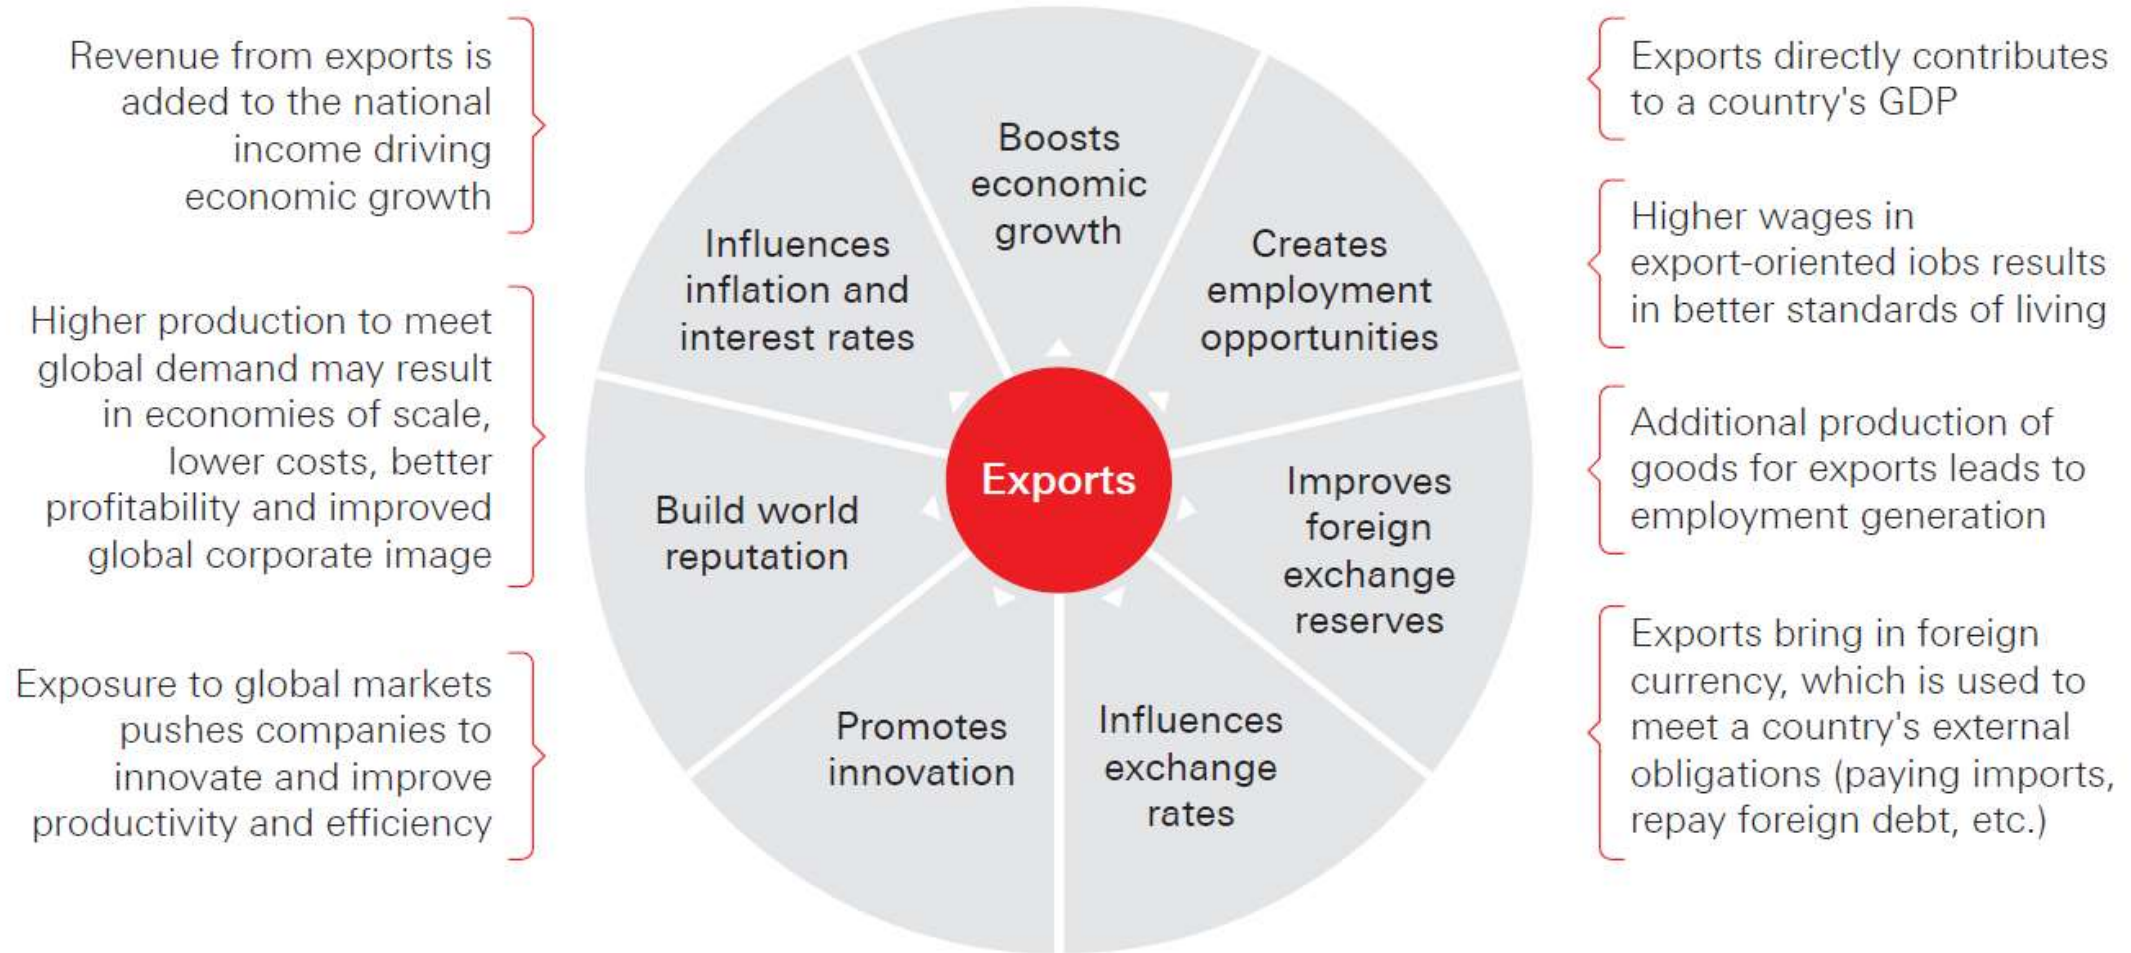 Revenue from exports is
added to the national
income driving
economic growth
Higher production to meet
global demand may result
in economies of scale,
lower costs, better
profitability and improved
global corporate image
Exposure to global markets
pushes companies to
innovate and improve
productivity and efficiency
Boosts
economic
growth
Creates
employment
opportunities
Improves
foreign
exchange
reserves
Influences
exchange
rates
Promotes
innovation
Build world
reputation
Influences
inflation and
interest rates
Exports
Exports directly contributes
to a country's GDP
Higher wages in
export-oriented iobs results
in better standards of living
Additional production of
goods for exports leads to
employment generation
Exports bring in foreign
currency, which is used to
meet a country's external
obligations (paying imports,
repay foreign debt, etc.)